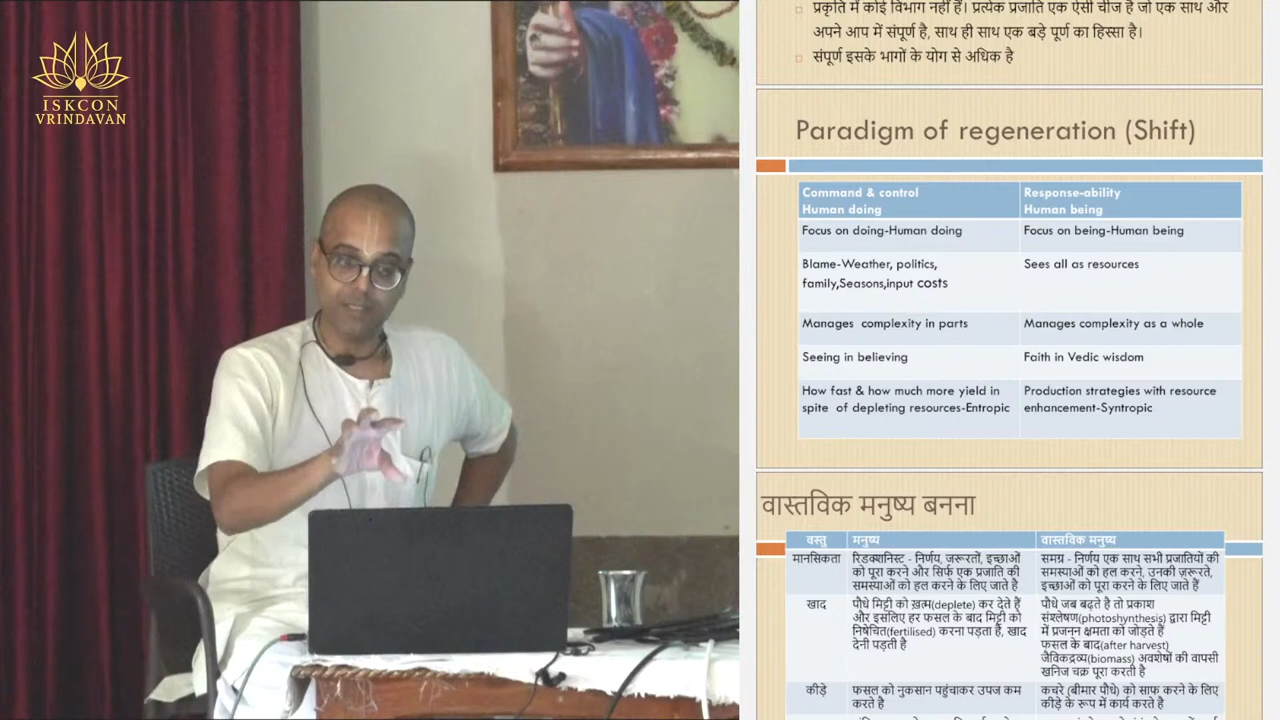 ISKCON
VRINDAVAN
प्रकृति में कोई विभाग नहीं हैं। प्रत्येक प्रजाति एक ऐसी चीज है जो एक साथ और
अपने आप में संपूर्ण है, साथ ही साथ एक बड़े पूर्ण का हिस्सा है।
संपूर्ण इसके भागों के योग से अधिक है
Paradigm of regeneration (Shift)
Command & control
Human doing
Response-ability
Human being
Focus on doing-Human doing
Focus on being-Human being
Blame-Weather, politics,
family,Seasons,input costs
Sees all as resources
Manages complexity in parts
Manages complexity as a whole
Seeing in believing
Faith in Vedic wisdom
How fast & how much more yield in
spite of depleting resources-Entropic
Production strategies with resource
enhancement-Syntropic
वास्तविक मनुष्य बनना
वस्तु
मनुष्य
वास्तविक मनुष्य
मानसिकता
रिडक्शनिस्ट - निर्णय, ज़रूरतों, इच्छाओं
को पूरा करने और सिर्फ एक प्रजाति की
समस्याओं को हल करने के लिए जाते है
समग्र - निर्णय एक साथ सभी प्रजातियों की
समस्याओं को हल करने, उनकी ज़रूरते,
इच्छाओं को पूरा करने के लिए जाते हैं
खाद
पौधे मिट्टी को ख़त्म(deplete) कर देते हैं
और इसलिए हर फसल के बाद मिट्टी को
निषेचित(fertilised) करना पड़ता है, खाद
देनी पड़ती है
पौधे जब बढ़ते है तो प्रकाश
संश्लेषण(photoshynthesis) द्वारा मिट्टी
में प्रजनन क्षमता को जोड़ते हैं
फसल के बाद(after harvest)
जैविकद्रव्य(biomass) अवशेषों की वापसी
खनिज चक्र पूरा करती है
कीड़े
फसल को नुकसान पहुंचाकर उपज कम
करते है
कचरे (बीमार पौधे) को साफ करने के लिए
कीड़े के रूप में कार्य करते है